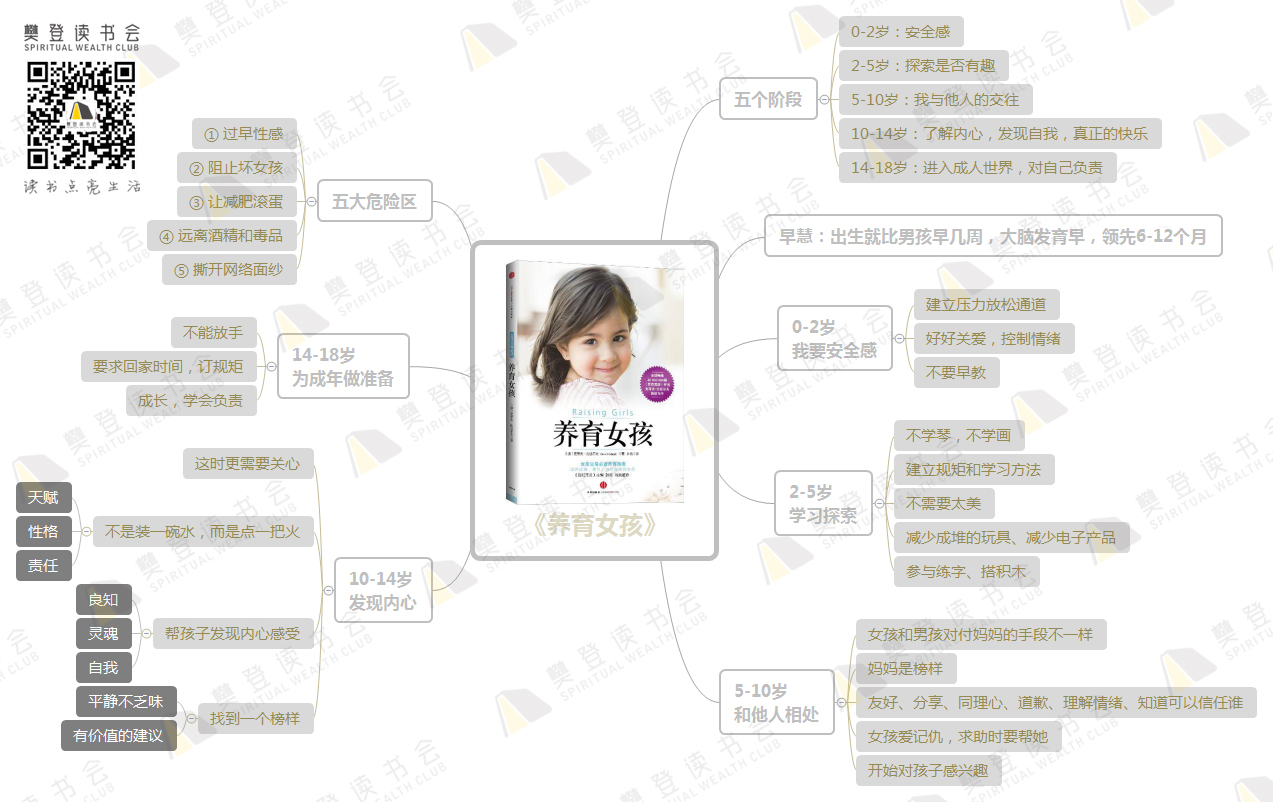 樊登读书会
SPIRITUAL WEALTH CLUB
读书点亮生活
五个阶段
0-2岁：安全感
2-5岁：探索是否有趣
5-10岁：我与他人的交往
10-14岁：了解内心，发现自我，真正的快乐
14-18岁：进入成人世界，对自己负责
早慧：出生就比男孩早几周，大脑发育早，领先6-12个月
0-2岁
我要安全感
建立压力放松通道
好好关爱，控制情绪
不要早教
2-5岁
学习探索
不学琴，不学画
建立规矩和学习方法
不需要太美
减少成堆的玩具、减少电子产品
参与练字、搭积木
5-10岁
和他人相处
女孩和男孩对付妈妈的手段不一样
妈妈是榜样
友好、分享、同理心、道歉、理解情绪、知道可以信任谁
女孩爱记仇，求助时要帮她
开始对孩子感兴趣
10-14岁
发现内心
这时更需要关心
不是装一碗水，而是点一把火
天赋
性格
责任
帮孩子发现内心感受
良知
灵魂
自我
找到一个榜样
平静不乏味
有价值的建议
14-18岁
为成年做准备
不能放手
要求回家时间，订规矩
成长，学会负责
五大危险区
① 过早性感
② 阻止坏女孩
③ 让减肥滚蛋
④ 远离酒精和毒品
⑤ 撕开网络面纱
养育女孩
Raising Girls
养育女孩
《养育女孩》